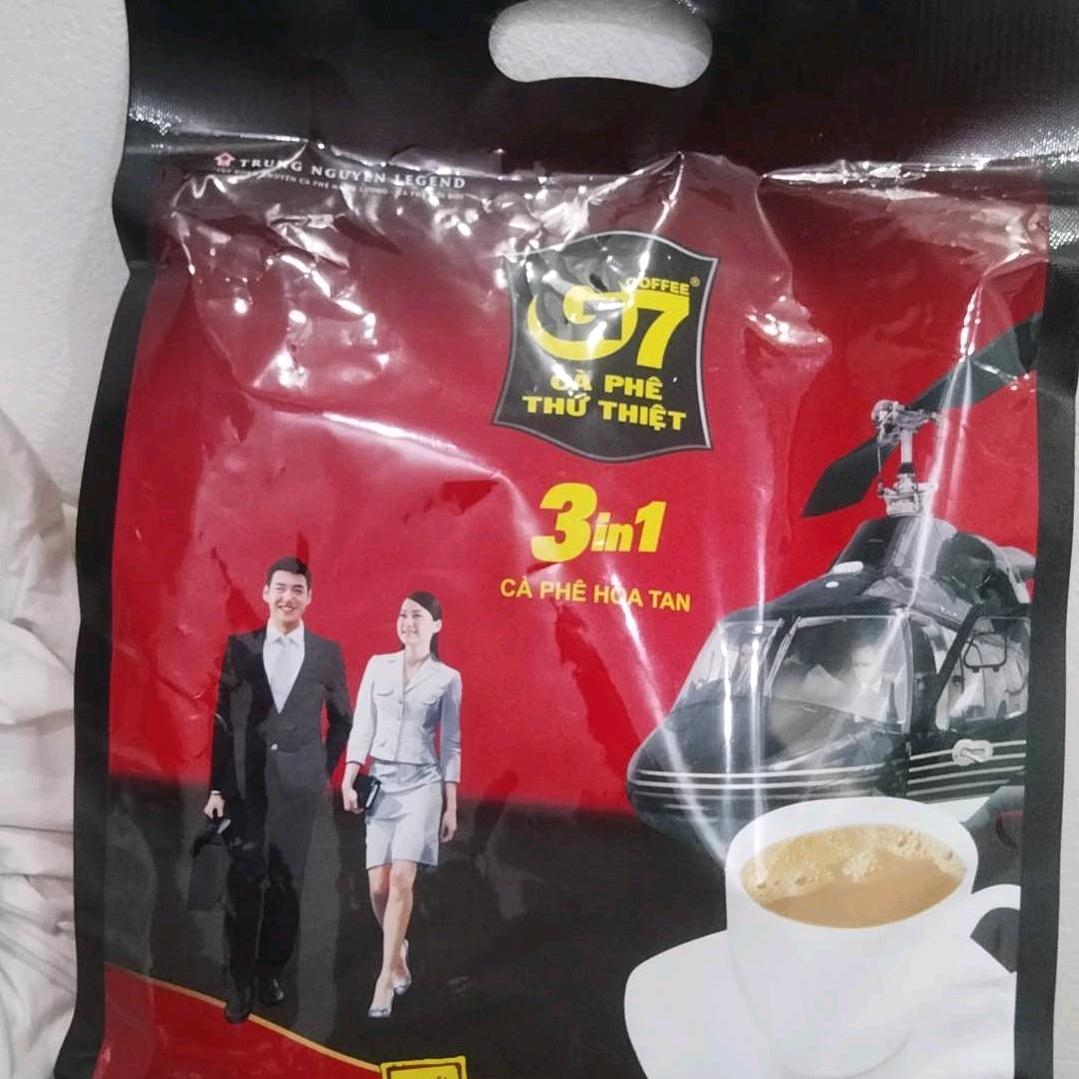 TRUNG NGUYEN LEGEND
COFFEE®
G7
CÀ PHÊ
THỨ THIỆT
3in1
CÀ PHÊ HÒA TAN